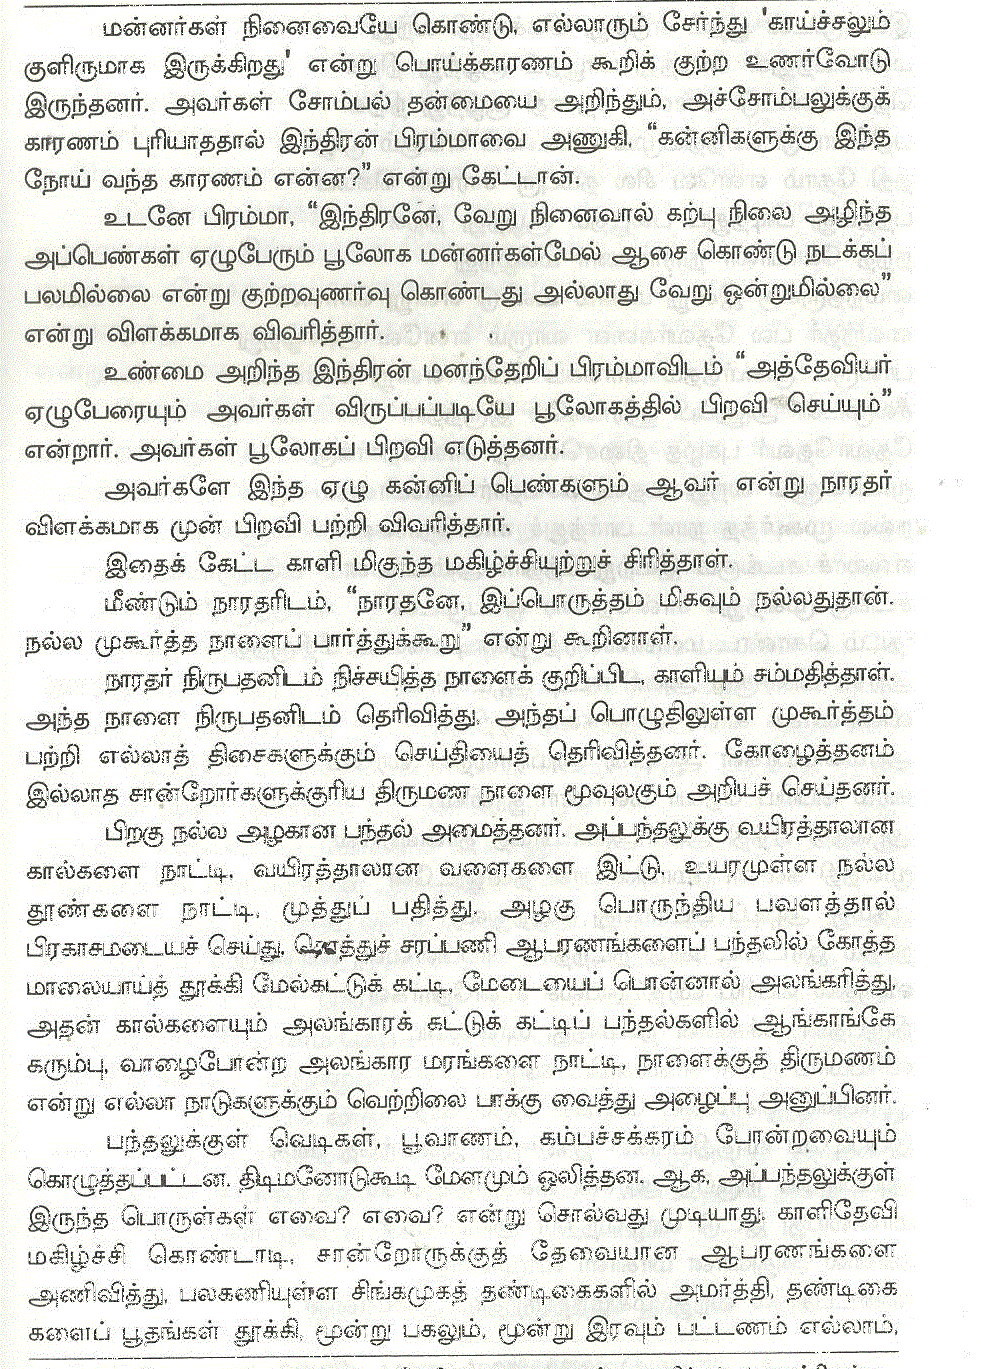 மன்னர்கள் நினைவையே கொண்டு, எல்லாரும் சேர்ந்து 'காய்ச்சலும்
குளிருமாக இருக்கிறது' என்று பொய்க்காரணம் கூறிக் குற்ற உணர்வோடு
இருந்தனர். அவர்கள் சோம்பல் தன்மையை அறிந்தும், அச்சோம்பலுக்குக்
காரணம் புரியாததால் இந்திரன் பிரம்மாவை அணுகி, “கன்னிகளுக்கு இந்த
நோய் வந்த காரணம் என்ன?” என்று கேட்டான்.
உடனே பிரம்மா, “இந்திரனே, வேறு நினைவால் கற்பு நிலை அழிந்த
அப்பெண்கள் ஏழுபேரும் பூலோக மன்னர்கள்மேல் ஆசை கொண்டு நடக்கப்
பலமில்லை என்று குற்றவுணர்வு கொண்டது அல்லாது வேறு ஒன்றுமில்லை”
என்று விளக்கமாக விவரித்தார்.
உண்மை அறிந்த இந்திரன் மனந்தேறிப் பிரம்மாவிடம் “அத்தேவியர்
ஏழுபேரையும் அவர்கள் விருப்பப்படியே பூலோகத்தில் பிறவி செய்யும்”
என்றார். அவர்கள் பூலோகப் பிறவி எடுத்தனர்.
அவர்களே இந்த ஏழு கன்னிப் பெண்களும் ஆவர் என்று நாரதர்
விளக்கமாக முன் பிறவி பற்றி விவரித்தார்.
இதைக் கேட்ட காளி மிகுந்த மகிழ்ச்சியுற்றுச் சிரித்தாள்.
மீண்டும் நாரதரிடம், “நாரதனே, இப்பொருத்தம் மிகவும் நல்லதுதான்.
நல்ல முகூர்த்த நாளைப் பார்த்துக்கூறு” என்று கூறினாள்.
நாரதர் நிருபதனிடம் நிச்சயித்த நாளைக் குறிப்பிட, காளியும் சம்மதித்தாள்.
அந்த நாளை நிருபதனிடம் தெரிவித்து, அந்தப் பொழுதிலுள்ள முகூர்த்தம்
பற்றி எல்லாத் திசைகளுக்கும் செய்தியைத் தெரிவித்தனர். கோழைத்தனம்
இல்லாத சான்றோர்களுக்குரிய திருமண நாளை மூவுலகும் அறியச் செய்தனர்.
பிறகு நல்ல அழகான பந்தல் அமைத்தனர். அப்பந்தலுக்கு வயிரத்தாலான
கால்களை நாட்டி, வயிரத்தாலான வளைகளை இட்டு, உயரமுள்ள நல்ல
தூண்களை நாட்டி, முத்துப் பதித்து, அழகு பொருந்திய பவளத்தால்
பிரகாசமடையச் செய்து, சரப்பணி ஆபரணங்களைப் பந்தலில் கோத்த
மாலையாய்த் தூக்கி மேல்கட்டுக் கட்டி, மேடையைப் பொன்னால் அலங்கரித்து,
அதன் கால்களையும் அலங்காரக் கட்டுக் கட்டிப் பந்தல்களில் ஆங்காங்கே
கரும்பு, வாழைபோன்ற அலங்கார மரங்களை நாட்டி, நாளைக்குத் திருமணம்
என்று எல்லா நாடுகளுக்கும் வெற்றிலை பாக்கு வைத்து அழைப்பு அனுப்பினர்.
பந்தலுக்குள் வெடிகள், பூவாணம், கம்பச்சக்கரம் போன்றவையும்
கொழுத்தப்பட்டன. திடிமனோடுகூடி மேளமும் ஒலித்தன. ஆக, அப்பந்தலுக்குள்
இருந்த பொருள்கள் எவை? எவை? என்று சொல்வது முடியாது. காளிதேவி
மகிழ்ச்சி கொண்டாடி, சான்றோருக்குத் தேவையான ஆபரணங்களை
அணிவித்து, பலகணியுள்ள சிங்கமுகத் தண்டிகைகளில் அமர்த்தி, தண்டிகை
களைப் பூதங்கள் தூக்கி, மூன்று பகலும், மூன்று இரவும் பட்டணம் எல்லாம்,